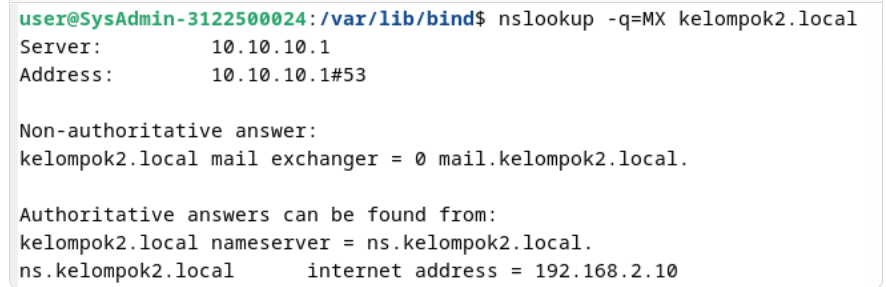 user@SysAdmin-3122500024:/var/lib/bind$ nslookup -q=MX kelompok2.local
Server:         10.10.10.1
Address:        10.10.10.1#53
Non-authoritative answer:
kelompok2.local mail exchanger = 0 mail.kelompok2.local.
Authoritative answers can be found from:
kelompok2.local nameserver = ns.kelompok2.local.
ns.kelompok2.local      internet address = 192.168.2.10